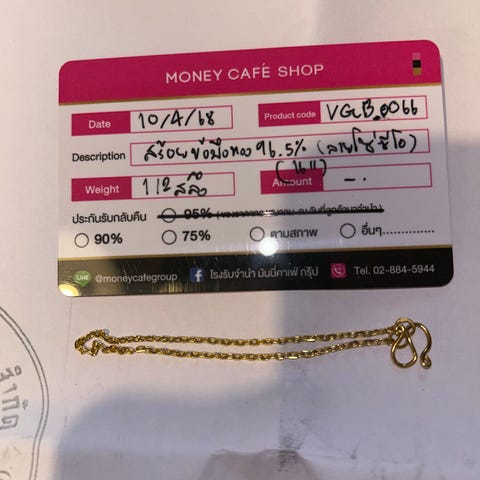 MONEY CAFÉ SHOP
Date 10/4/68 Product code VGLB_0066
Description สร้อยข้อมือทอง 96.5% (ลายโซ่ซีโอ)
Weight 1/2 สลึง Amount -.
ประกันรับกลับคืน 95%
90% 75% ตามสภาพ อื่นๆ..............
LINE @moneycafegroup f โรงรับจำนำ มันนี่คาเฟ่ กรุ๊ป Tel. 02-884-5944